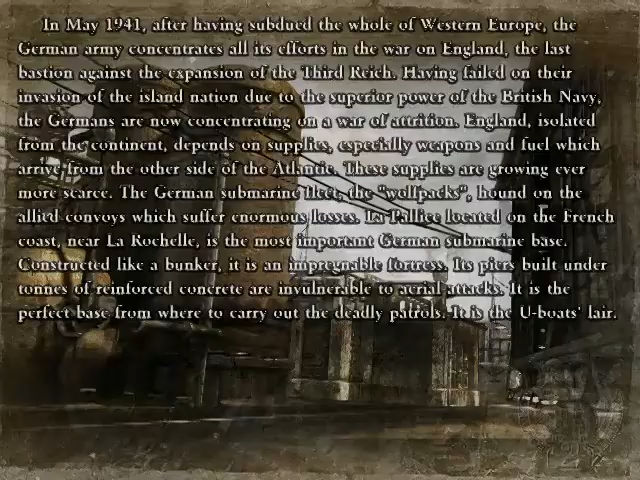 In May 1941, after having subdued the whole of Western Europe, the
German army concentrates all its efforts in the war on England, the last
bastion against the expansion of the Third Reich. Having failed on their
invasion of the island nation due to the superior power of the British Navy,
the Germans are now concentrating on a war of attrition. England, isolated
from the continent, depends on supplies, especially weapons and fuel which
arrive from the other side of the Atlantic. These supplies are growing ever
more scarce. The German submarine fleet, the "wolfpacks", hound on the
allied convoys which suffer enormous losses. La Pallice located on the French
coast, near La Rochelle, is the most important German submarine base.
Constructed like a bunker, it is an impregnable fortress. Its piers built under
tonnes of reinforced concrete are invulnerable to aerial attacks. It is the
perfect base from where to carry out the deadly patrols. It is the U-boats' lair.